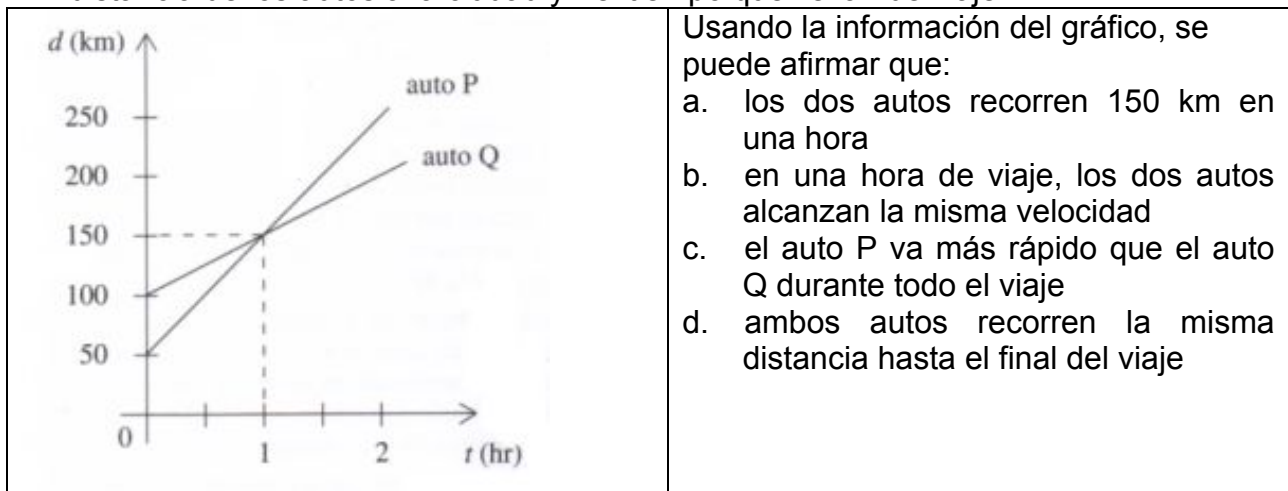 d (km)
250
200
150
100
50
0
1
2
t (hr)
auto P
auto Q
Usando la información del gráfico, se
puede afirmar que:
a. los dos autos recorren 150 km en
una hora
b. en una hora de viaje, los dos autos
alcanzan la misma velocidad
c. el auto P va más rápido que el auto
Q durante todo el viaje
d. ambos autos recorren la misma
distancia hasta el final del viaje